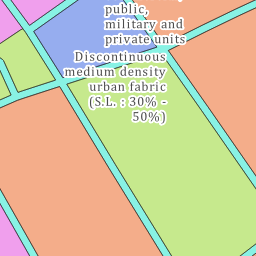 public,
military and
private units
Discontinuous
medium density
urban fabric
(S.L. : 30% -
50%)